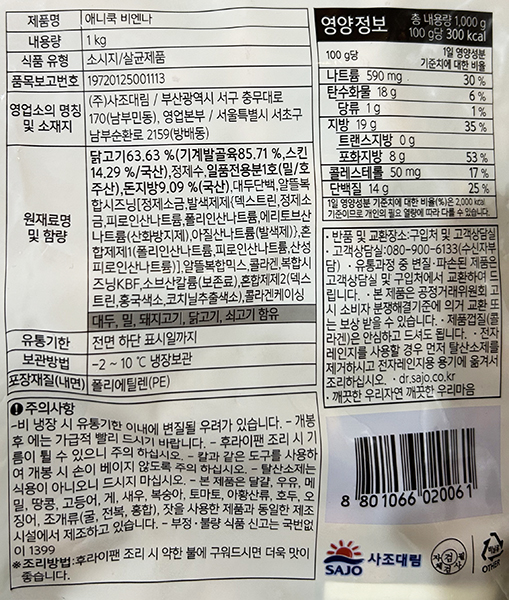 제품명 애니쿡 비엔나
내용량 1 kg
식품 유형 소시지/살균제품
품목보고번호 19720125001113
영업소의 명칭 및 소재지
(주)사조대림 / 부산광역시 서구 충무대로
170(남부민동), 영업본부 / 서울특별시 서초구
남부순환로 2159(방배동)
원재료명 및 함량
닭고기63.63 %(기계발골육85.71 %,스킨
14.29 %/국산),정제수,일품전용분1호(밀/호
주산),돈지방9.09 %(국산),대두단백,알뜰복
합시즈닝[정제소금,발색제제(덱스트린,정제소
금,피로인산나트륨,폴리인산나트륨,에리토브산
나트륨(산화방지제),아질산나트륨(발색제)},혼
합제제1(폴리인산나트륨,피로인산나트륨,산성
피로인산나트륨)],알뜰복합믹스,콜라겐,복합시
즈닝KBF,소브산칼륨(보존료),혼합제제2(덱스
트린,홍국색소,코치닐추출색소),콜라겐케이싱
대두, 밀, 돼지고기, 닭고기, 쇠고기 함유
유통기한 전면 하단 표시일까지
보관방법 -2 ~ 10 ℃ 냉장보관
포장재질(내면) 폴리에틸렌(PE)
주의사항
-비 냉장 시 유통기한 이내에 변질될 우려가 있습니다. - 개봉
후 에는 가급적 빨리 드시기 바랍니다. - 후라이팬 조리 시 기
름이 튈 수 있으니 주의 하십시오. - 칼과 같은 도구를 사용하
여 개봉 시 손이 베이지 않도록 주의 하십시오. - 탈산소제는
식용이 아니오니 드시지 마십시오. - 본 제품은 달걀, 우유, 메
밀, 땅콩, 고등어, 게, 새우, 복숭아, 토마토, 아황산류, 호두, 오
징어, 조개류(굴, 전복, 홍합), 잣을 사용한 제품과 동일한 제조
시설에서 제조하고 있습니다. - 부정·불량 식품 신고는 국번없
이 1399
※조리방법:후라이팬 조리 시 약한 불에 구워드시면 더욱 맛이
좋습니다.
영양정보 총 내용량 1,000 g
100 g당 300 kcal
100 g당 1일 영양성분
기준치에 대한 비율
나트륨 590 mg 30 %
탄수화물 18 g 6 %
당류 1 g 1 %
지방 19 g 35 %
트랜스지방 0 g
포화지방 8 g 53 %
콜레스테롤 50 mg 17 %
단백질 14 g 25 %
1일 영양성분 기준치에 대한 비율(%)은 2,000 kcal
기준이므로 개인의 필요 열량에 따라 다를 수 있습니다.
· 반품 및 교환장소:구입처 및 고객상담실
· 고객상담실:080-900-6133(수신자부
담) · 유통과정 중 변질·파손된 제품은
고객상담실 및 구입처에서 교환하여 드
립니다. · 본 제품은 공정거래위원회 고
시 소비자 분쟁해결기준에 의거 교환 또
는 보상 받을 수 있습니다. · 제품껍질(콜
라겐)은 안심하고 드셔도 됩니다. · 전자
레인지를 사용할 경우 먼저 탈산소제를
제거하시고 전자레인지용 용기에 옮겨서
조리하십시오. · dr.sajo.co.kr
· 깨끗한 우리자연 깨끗한 우리마음
8 801066 020061
SAJO 사조대림
OTHER